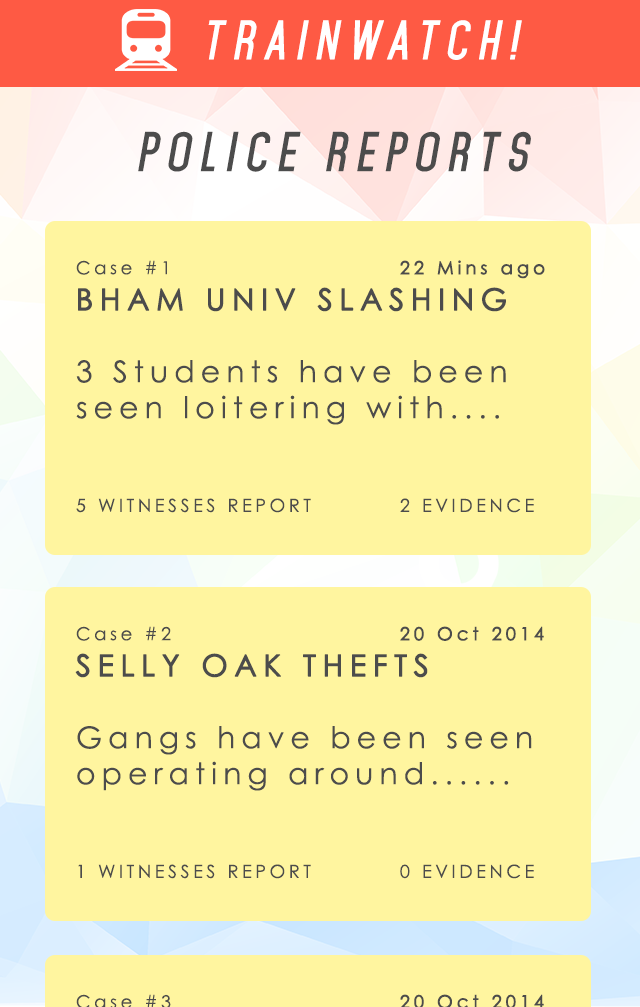 TRAINWATCH!
POLICE REPORTS
Case #1 22 Mins ago
BHAM UNIV SLASHING
3 Students have been
seen loitering with....
5 WITNESSES REPORT 2 EVIDENCE
Case #2 20 Oct 2014
SELLY OAK THEFTS
Gangs have been seen
operating around......
1 WITNESSES REPORT 0 EVIDENCE
Case #3 20 Oct 2014